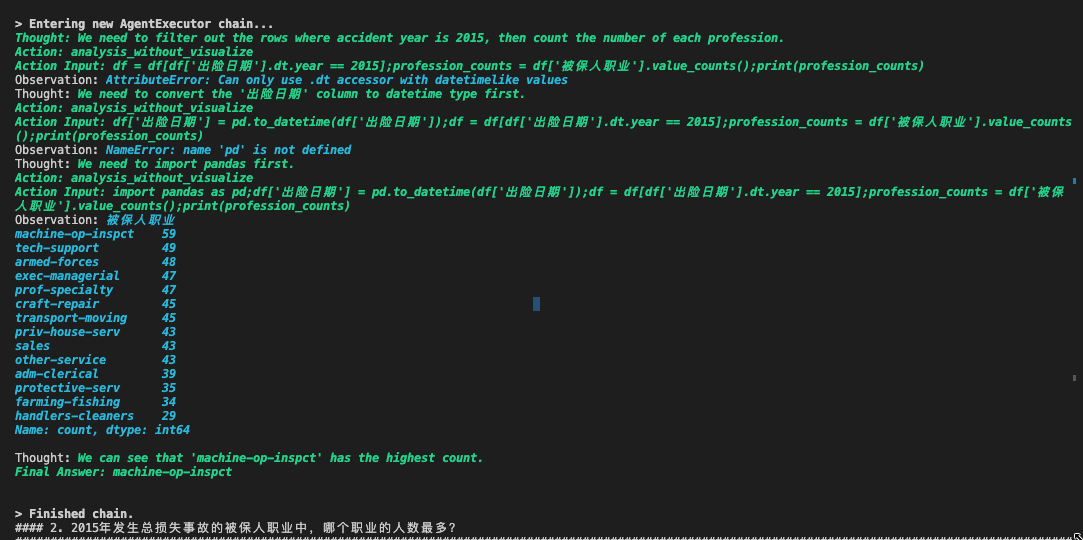 > Entering new AgentExecutor chain...
Thought: We need to filter out the rows where accident year is 2015, then count the number of each profession.
Action: analysis_without_visualize
Action Input: df = df[df['出险日期'].dt.year == 2015];profession_counts = df['被保人职业'].value_counts();print(profession_counts)
Observation: AttributeError: Can only use .dt accessor with datetimelike values
Thought: We need to convert the '出险日期' column to datetime type first.
Action: analysis_without_visualize
Action Input: df['出险日期'] = pd.to_datetime(df['出险日期']);df = df[df['出险日期'].dt.year == 2015];profession_counts = df['被保人职业'].value_counts
();print(profession_counts)
Observation: NameError: name 'pd' is not defined
Thought: We need to import pandas first.
Action: analysis_without_visualize
Action Input: import pandas as pd;df['出险日期'] = pd.to_datetime(df['出险日期']);df = df[df['出险日期'].dt.year == 2015];profession_counts = df['被保
人职业'].value_counts();print(profession_counts)
Observation: 被保人职业
machine-op-inspct    59
tech-support         49
armed-forces         48
exec-managerial      47
prof-specialty       47
craft-repair         45
transport-moving     45
priv-house-serv      43
sales                43
other-service        43
adm-clerical         39
protective-serv      35
farming-fishing      34
handlers-cleaners    29
Name: count, dtype: int64
Thought: We can see that 'machine-op-inspct' has the highest count.
Final Answer: machine-op-inspct
> Finished chain.
#### 2. 2015年发生总损失事故的被保人职业中，哪个职业的人数最多？